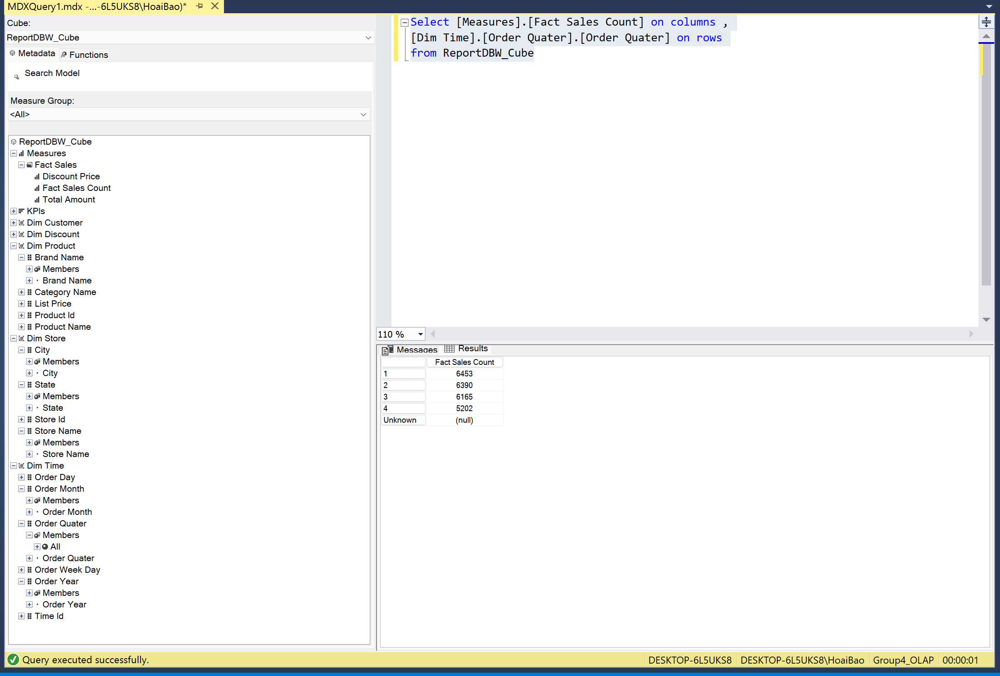 MDXQuery1.mdx -...-6L5UKS8\HoaiBao)*
Cube:
ReportDBW_Cube
Metadata
Functions
Search Model
Measure Group:
<All>
ReportDBW_Cube
Measures
Fact Sales
Discount Price
Fact Sales Count
Total Amount
KPIs
Dim Customer
Dim Discount
Dim Product
Brand Name
Members
Brand Name
Category Name
List Price
Product Id
Product Name
Dim Store
City
Members
City
State
Members
State
Store Id
Store Name
Members
Store Name
Dim Time
Order Day
Order Month
Members
Order Month
Order Quater
Members
All
Order Quater
Order Week Day
Order Year
Members
Order Year
Time Id
Select [Measures].[Fact Sales Count] on columns ,
[Dim Time].[Order Quater].[Order Quater] on rows
from ReportDBW_Cube
110 %
Messages Results
Fact Sales Count
1 6453
2 6390
3 6165
4 5202
Unknown (null)
Query executed successfully.
DESKTOP-6L5UKS8 DESKTOP-6L5UKS8\HoaiBao Group4_OLAP 00:00:01